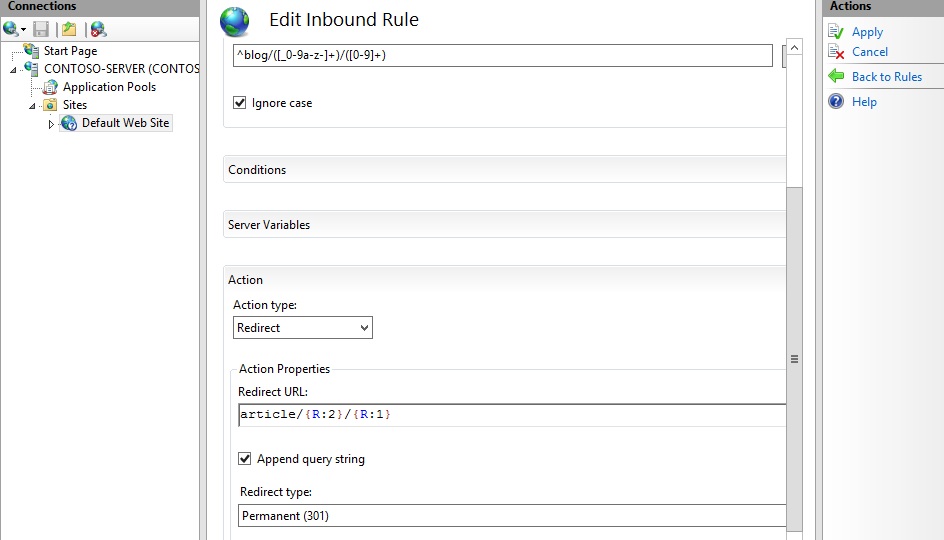 Connections
Start Page
CONTOSO-SERVER (CONTOS
Application Pools
Sites
Default Web Site
Edit Inbound Rule
^blog/([_0-9a-z-]+)/([0-9]+)
Ignore case
Conditions
Server Variables
Action
Action type:
Redirect
Action Properties
Redirect URL:
article/{R:2}/{R:1}
Append query string
Redirect type:
Permanent (301)
Actions
Apply
Cancel
Back to Rules
Help